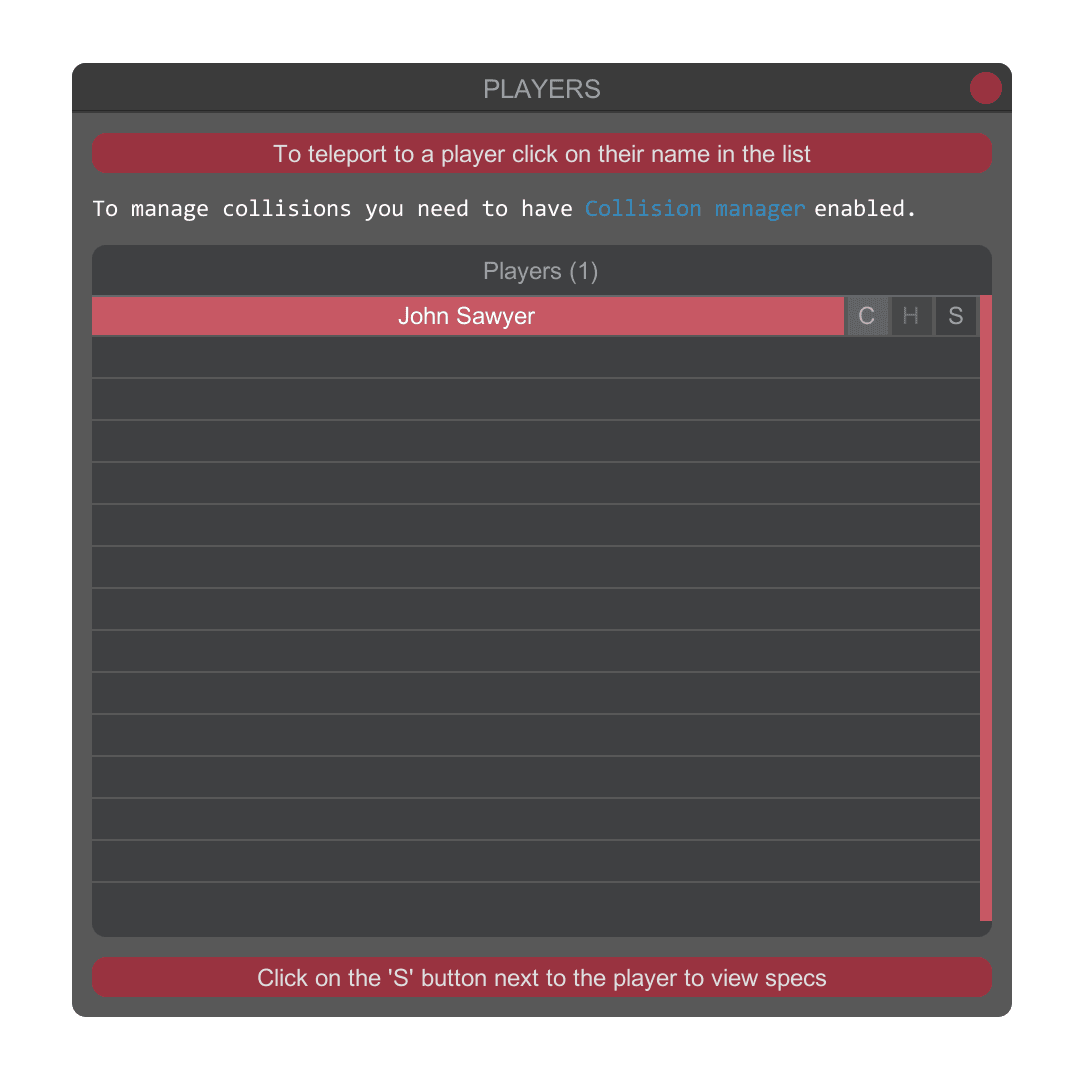 PLAYERS
To teleport to a player click on their name in the list
To manage collisions you need to have Collision manager enabled.
Players (1)
John Sawyer C H S
Click on the 'S' button next to the player to view specs